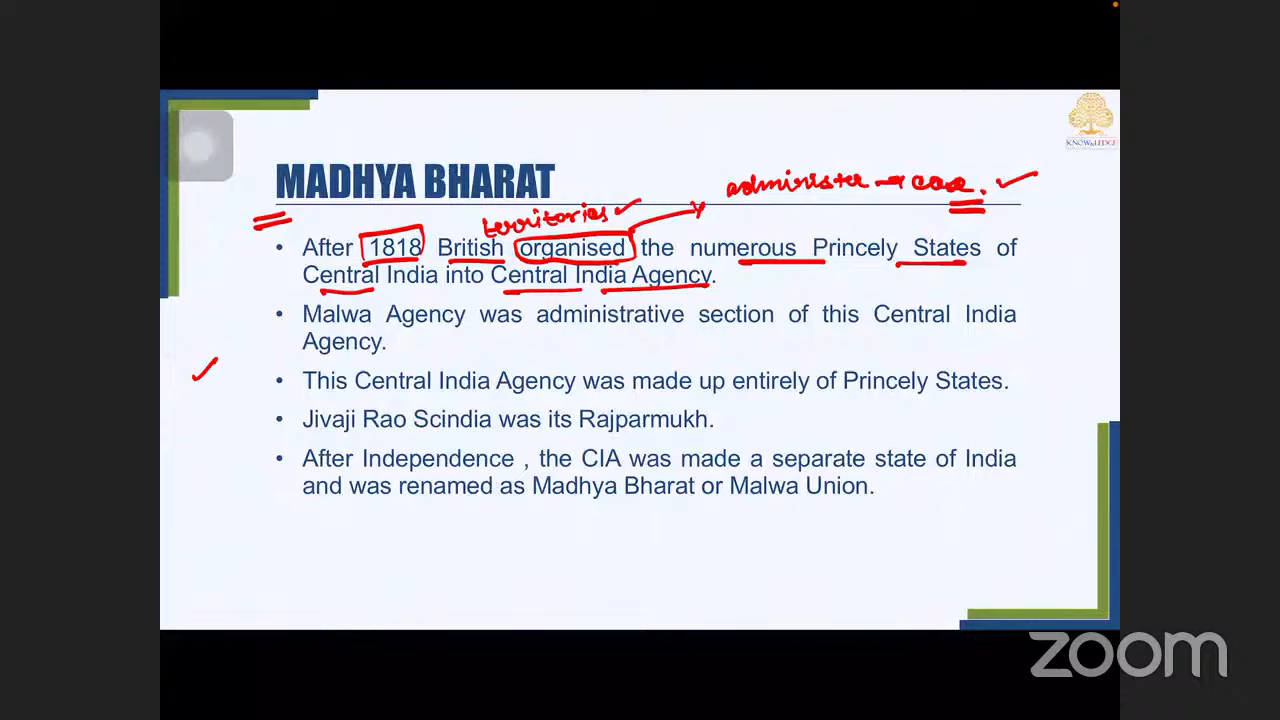 KNOWLEDGE
MADHYA BHARAT
administer → case. ✓
territories ✓
• After 1818 British organised the numerous Princely States of
Central India into Central India Agency.
• Malwa Agency was administrative section of this Central India
Agency.
• This Central India Agency was made up entirely of Princely States.
• Jivaji Rao Scindia was its Rajparmukh.
• After Independence , the CIA was made a separate state of India
and was renamed as Madhya Bharat or Malwa Union.
zoom